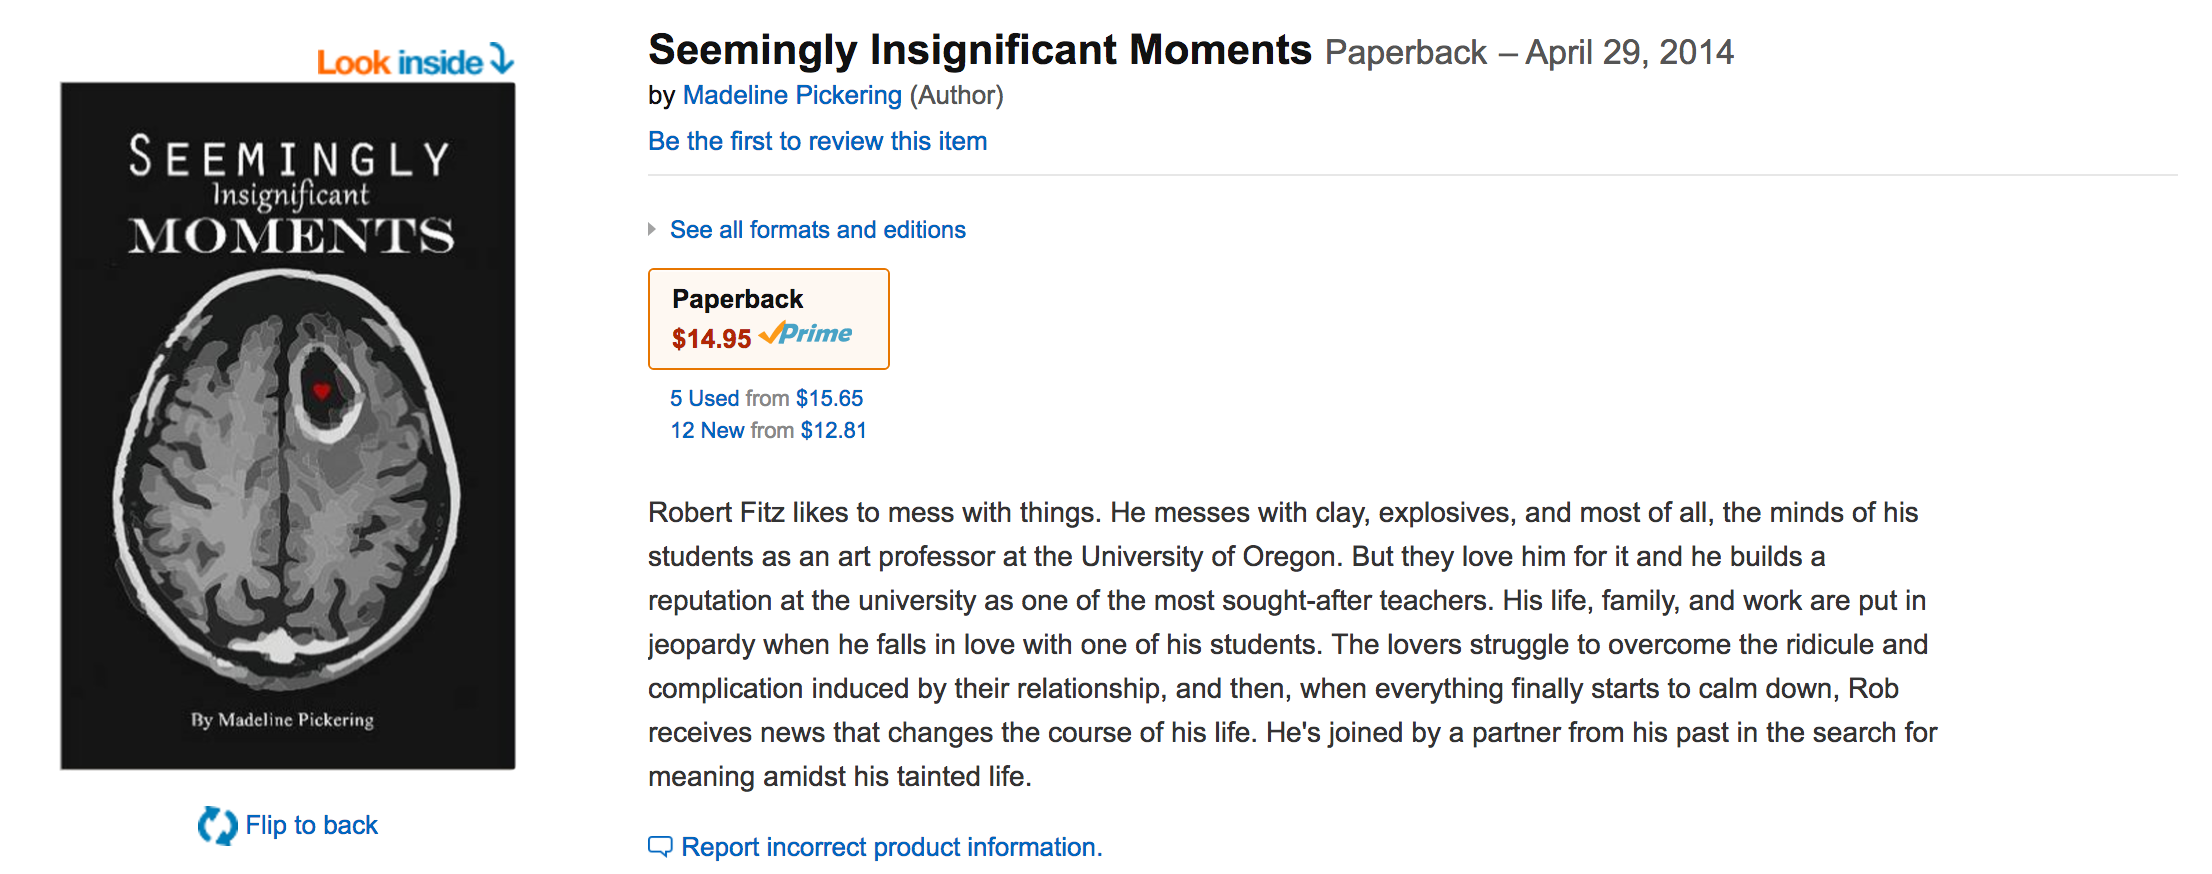 Look inside
SEEMINGLY
Insignificant
MOMENTS
By Madeline Pickering
Flip to back
Seemingly Insignificant Moments Paperback – April 29, 2014
by Madeline Pickering (Author)
Be the first to review this item
See all formats and editions
Paperback
$14.95 Prime
5 Used from $15.65
12 New from $12.81
Robert Fitz likes to mess with things. He messes with clay, explosives, and most of all, the minds of his
students as an art professor at the University of Oregon. But they love him for it and he builds a
reputation at the university as one of the most sought-after teachers. His life, family, and work are put in
jeopardy when he falls in love with one of his students. The lovers struggle to overcome the ridicule and
complication induced by their relationship, and then, when everything finally starts to calm down, Rob
receives news that changes the course of his life. He's joined by a partner from his past in the search for
meaning amidst his tainted life.
Report incorrect product information.